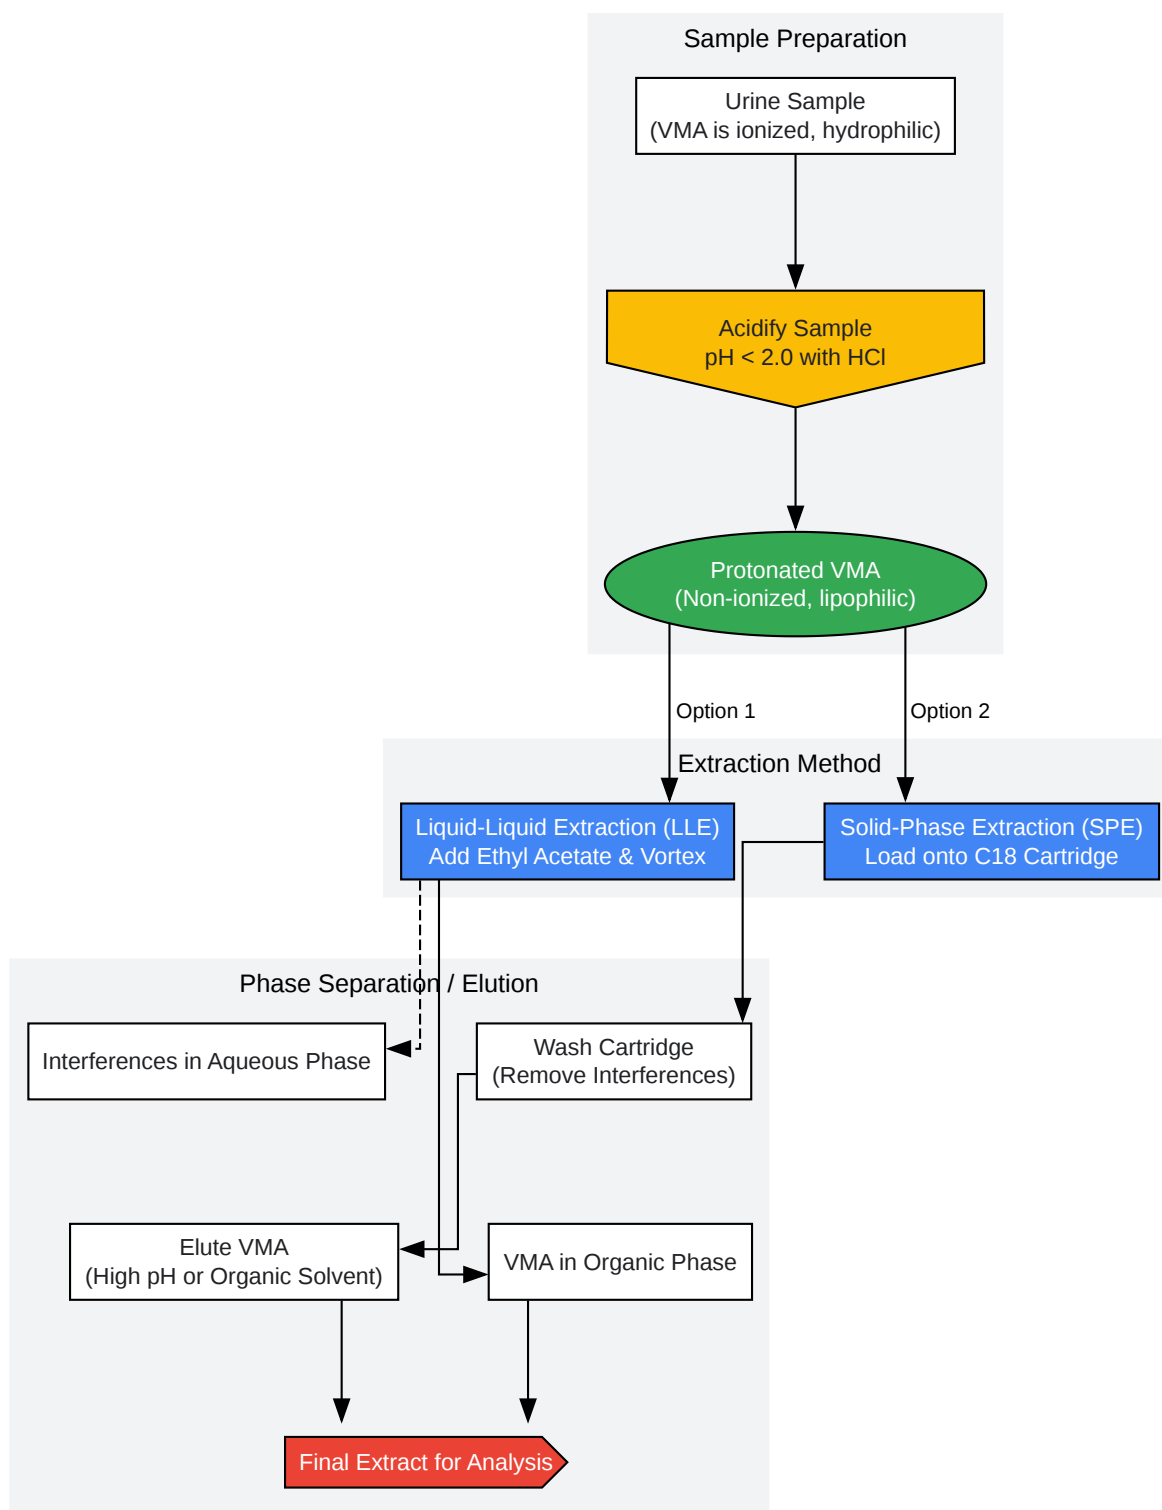 Sample Preparation
Urine Sample
(VMA is ionized, hydrophilic)
Acidify Sample
pH < 2.0 with HCl
Protonated VMA
(Non-ionized, lipophilic)
Option 1
Option 2
Extraction Method
Liquid-Liquid Extraction (LLE)
Add Ethyl Acetate & Vortex
Solid-Phase Extraction (SPE)
Load onto C18 Cartridge
Phase Separation / Elution
Interferences in Aqueous Phase
Wash Cartridge
(Remove Interferences)
Elute VMA
(High pH or Organic Solvent)
VMA in Organic Phase
Final Extract for Analysis